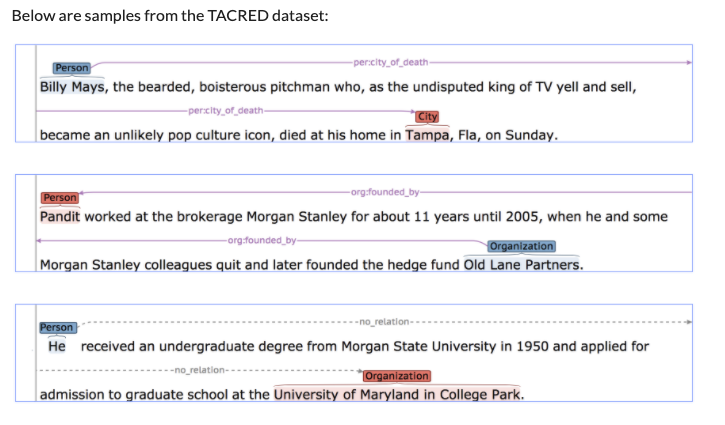 Below are samples from the TACRED dataset:
Person per:city_of_death
Billy Mays, the bearded, boisterous pitchman who, as the undisputed king of TV yell and sell,
per:city_of_death City
became an unlikely pop culture icon, died at his home in Tampa, Fla, on Sunday.
Person org:founded_by
Pandit worked at the brokerage Morgan Stanley for about 11 years until 2005, when he and some
org:founded_by Organization
Morgan Stanley colleagues quit and later founded the hedge fund Old Lane Partners.
Person no_relation
He received an undergraduate degree from Morgan State University in 1950 and applied for
no_relation Organization
admission to graduate school at the University of Maryland in College Park.